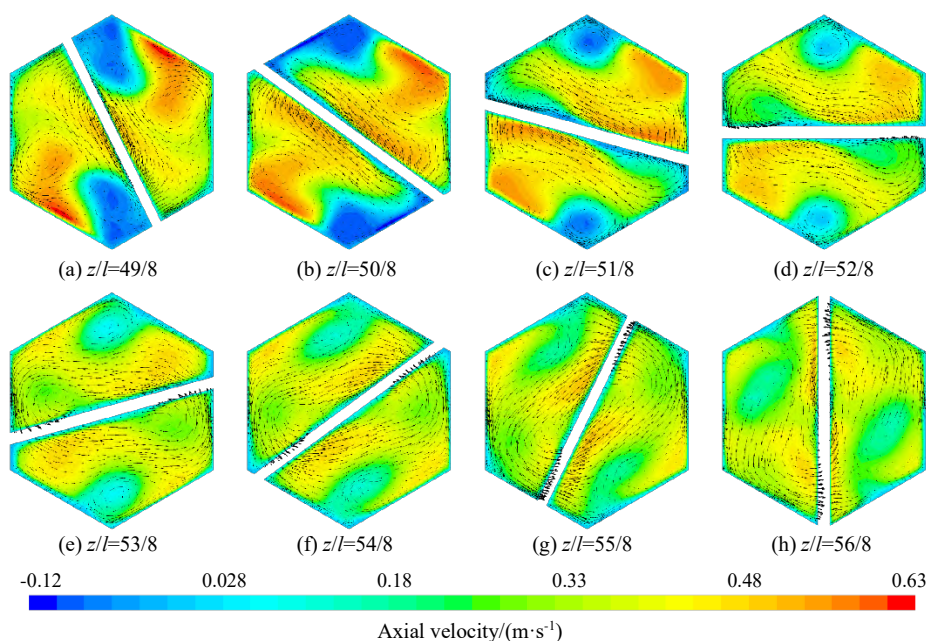 (a) z/l=49/8 (b) z/l=50/8 (c) z/l=51/8 (d) z/l=52/8
(e) z/l=53/8 (f) z/l=54/8 (g) z/l=55/8 (h) z/l=56/8
-0.12 0.028 0.18 0.33 0.48 0.63
Axial velocity/(m·s⁻¹)